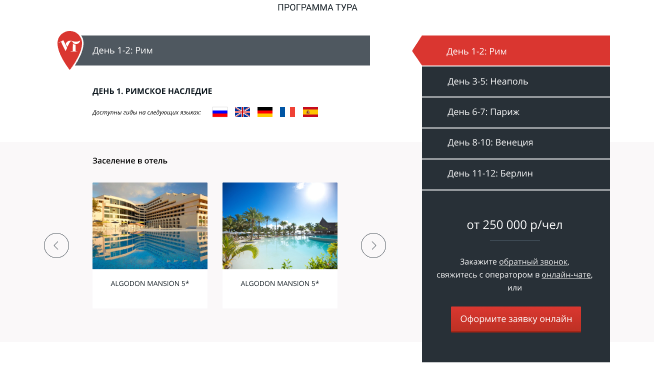 ПРОГРАММА ТУРА
VT
День 1-2: Рим
ДЕНЬ 1. РИМСКОЕ НАСЛЕДИЕ
Доступны гиды на следующих языках:
Заселение в отель
ALGODON MANSION 5*
ALGODON MANSION 5*
День 1-2: Рим
День 3-5: Неаполь
День 6-7: Париж
День 8-10: Венеция
День 11-12: Берлин
от 250 000 р/чел
Закажите обратный звонок,
свяжитесь с оператором в онлайн-чате,
или
Оформите заявку онлайн